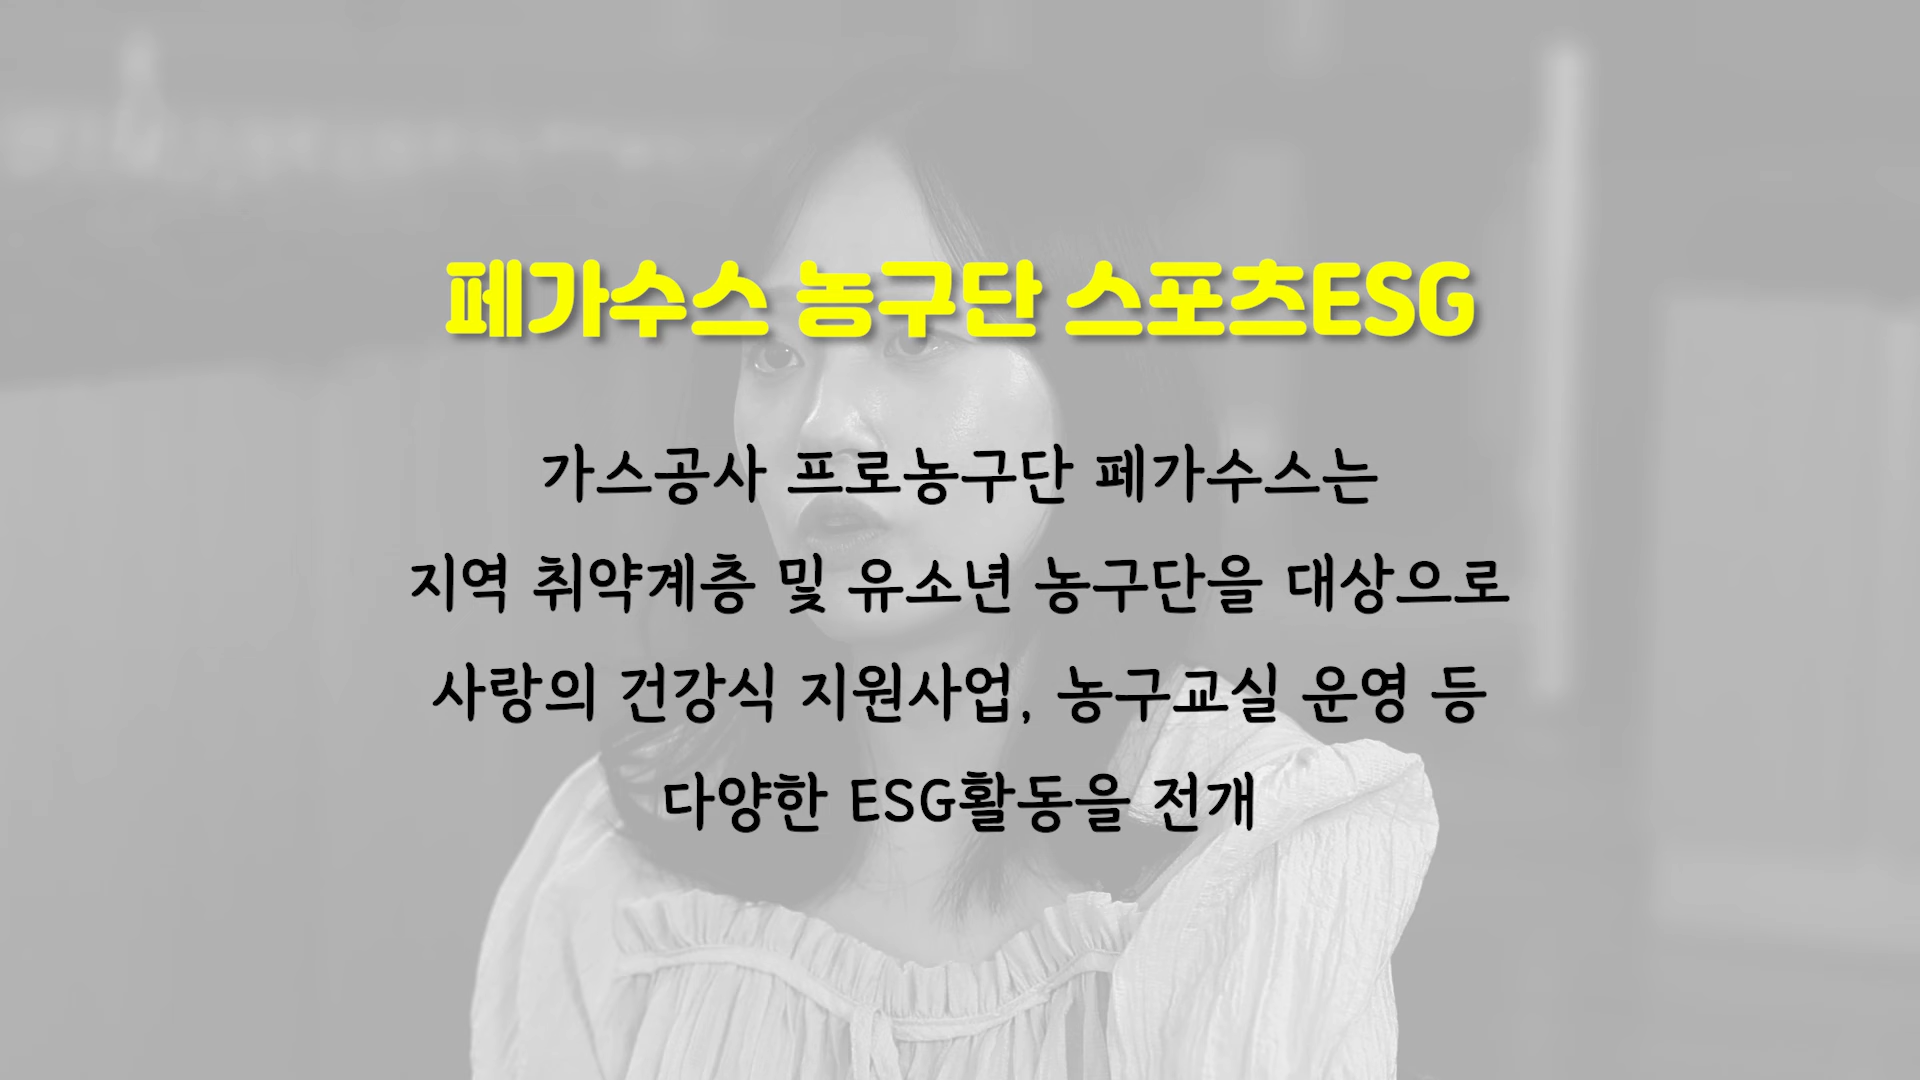 페가수스 농구단 스포츠ESG
가스공사 프로농구단 페가수스는
지역 취약계층 및 유소년 농구단을 대상으로
사랑의 건강식 지원사업, 농구교실 운영 등
다양한 ESG활동을 전개